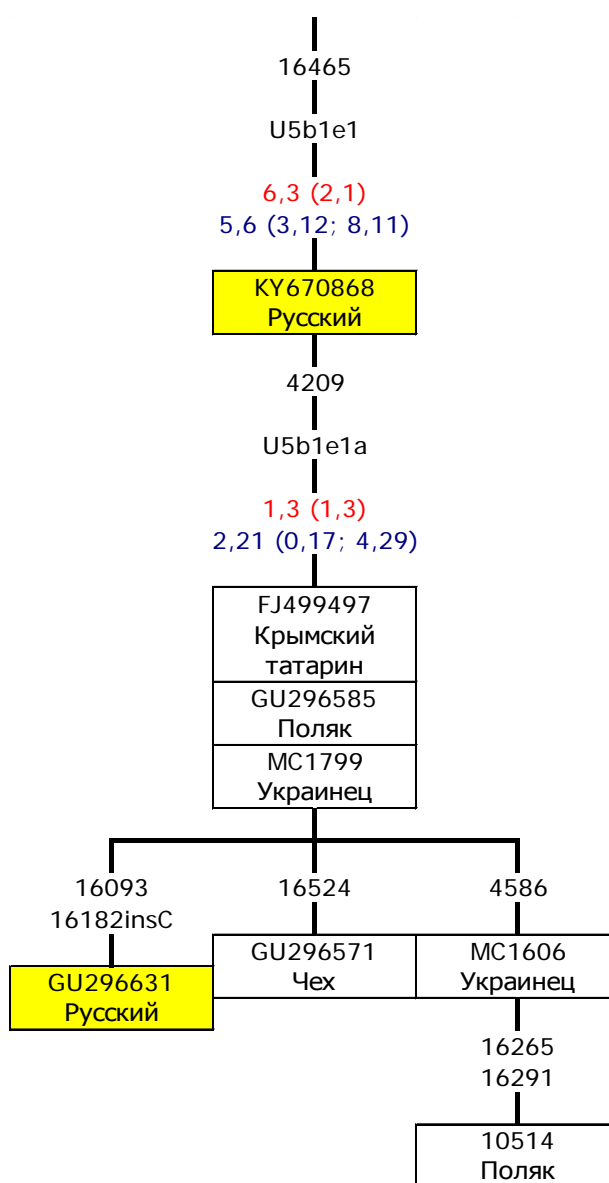 16465
U5b1e1
6,3 (2,1)
5,6 (3,12; 8,11)
KY670868
Русский
4209
U5b1e1a
1,3 (1,3)
2,21 (0,17; 4,29)
FJ499497
Крымский
татарин
GU296585
Поляк
MC1799
Украинец
16093
16182insC
16524
4586
GU296631
Русский
GU296571
Чех
MC1606
Украинец
16265
16291
10514
Поляк